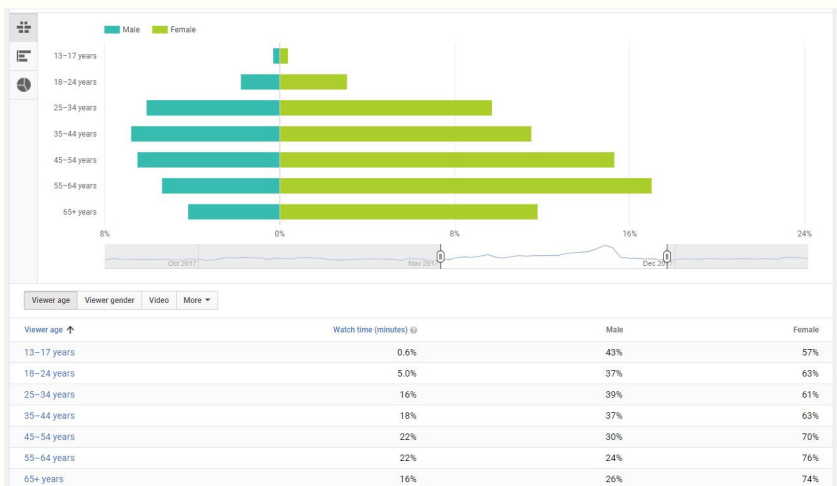 Male Female
13–17 years
18–24 years
25–34 years
35–44 years
45–54 years
55–64 years
65+ years
8% 0% 8% 16% 24%
Oct 2017 Nov 201 Dec 20
Viewer age Viewer gender Video More
Viewer age Watch time (minutes) Male Female
13–17 years 0.6% 43% 57%
18–24 years 5.0% 37% 63%
25–34 years 16% 39% 61%
35–44 years 18% 37% 63%
45–54 years 22% 30% 70%
55–64 years 22% 24% 76%
65+ years 16% 26% 74%